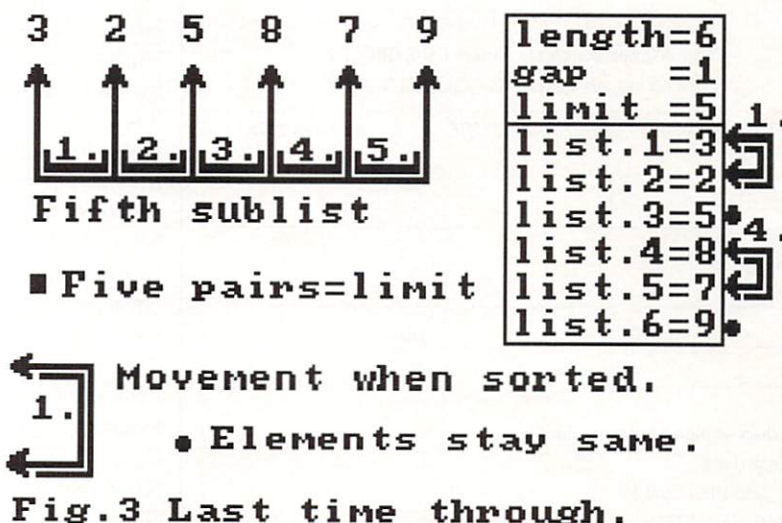 3 2 5 8 7 9
1. 2. 3. 4. 5.
Fifth sublist
■ Five pairs=limit
length=6
gap =1
limit =5
list.1=3
list.2=2
list.3=5
list.4=8
list.5=7
list.6=9
1.
4.
1. Movement when sorted.
• Elements stay same.
Fig.3 Last time through.